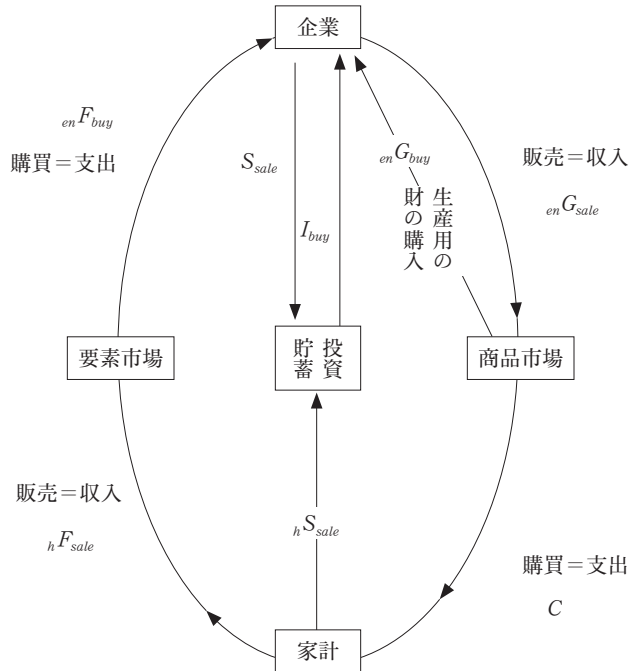 企業
enFbuy
購買＝支出
Ssale
Ibuy
enGbuy
生産用の
財の購入
販売＝収入
enGsale
要素市場
投資
貯蓄
商品市場
販売＝収入
hFsale
hSsale
購買＝支出
C
家計